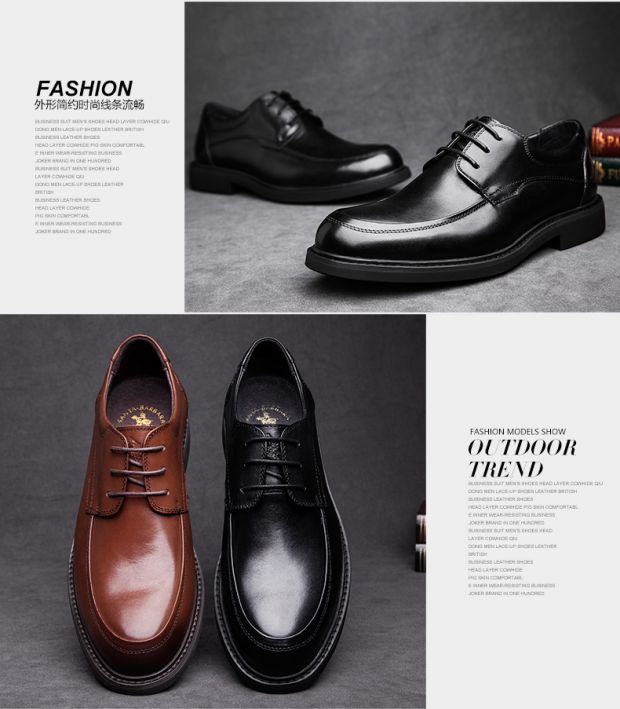 FASHION
外形简约时尚线条流畅
BUSINESS SUIT MEN'S SHOES HEAD LAYER COWHIDE QIU
DONG MEN LACE-UP SHOES LEATHER BRITISH
BUSINESS LEATHER SHOES
HEAD LAYER COWHIDE PIG SKIN COMFORTABL
E INNER WEAR-RESISTING BUSINESS
JOKER BRAND IN ONE HUNDRED
BUSINESS SUIT MEN'S SHOES HEAD
LAYER COWHIDE QIU
DONG MEN LACE-UP SHOES LEATHER
BRITISH
BUSINESS LEATHER SHOES
HEAD LAYER COWHIDE
PIG SKIN COMFORTABL
E INNER WEAR-RESISTING BUSINESS
JOKER BRAND IN ONE HUNDRED
SANTA·BARBARA
FASHION MODELS SHOW
OUTDOOR
TREND
BUSINESS SUIT MEN'S SHOES HEAD LAYER COWHIDE QIU
DONG MEN LACE-UP SHOES LEATHER BRITISH
BUSINESS LEATHER SHOES
HEAD LAYER COWHIDE PIG SKIN COMFORTABL
E INNER WEAR-RESISTING BUSINESS
JOKER BRAND IN ONE HUNDRED
BUSINESS SUIT MEN'S SHOES HEAD
LAYER COWHIDE QIU
DONG MEN LACE-UP SHOES LEATHER
BRITISH
BUSINESS LEATHER SHOES
HEAD LAYER COWHIDE
PIG SKIN COMFORTABL
E INNER WEAR-RESISTING BUSINESS
JOKER BRAND IN ONE HUNDRED